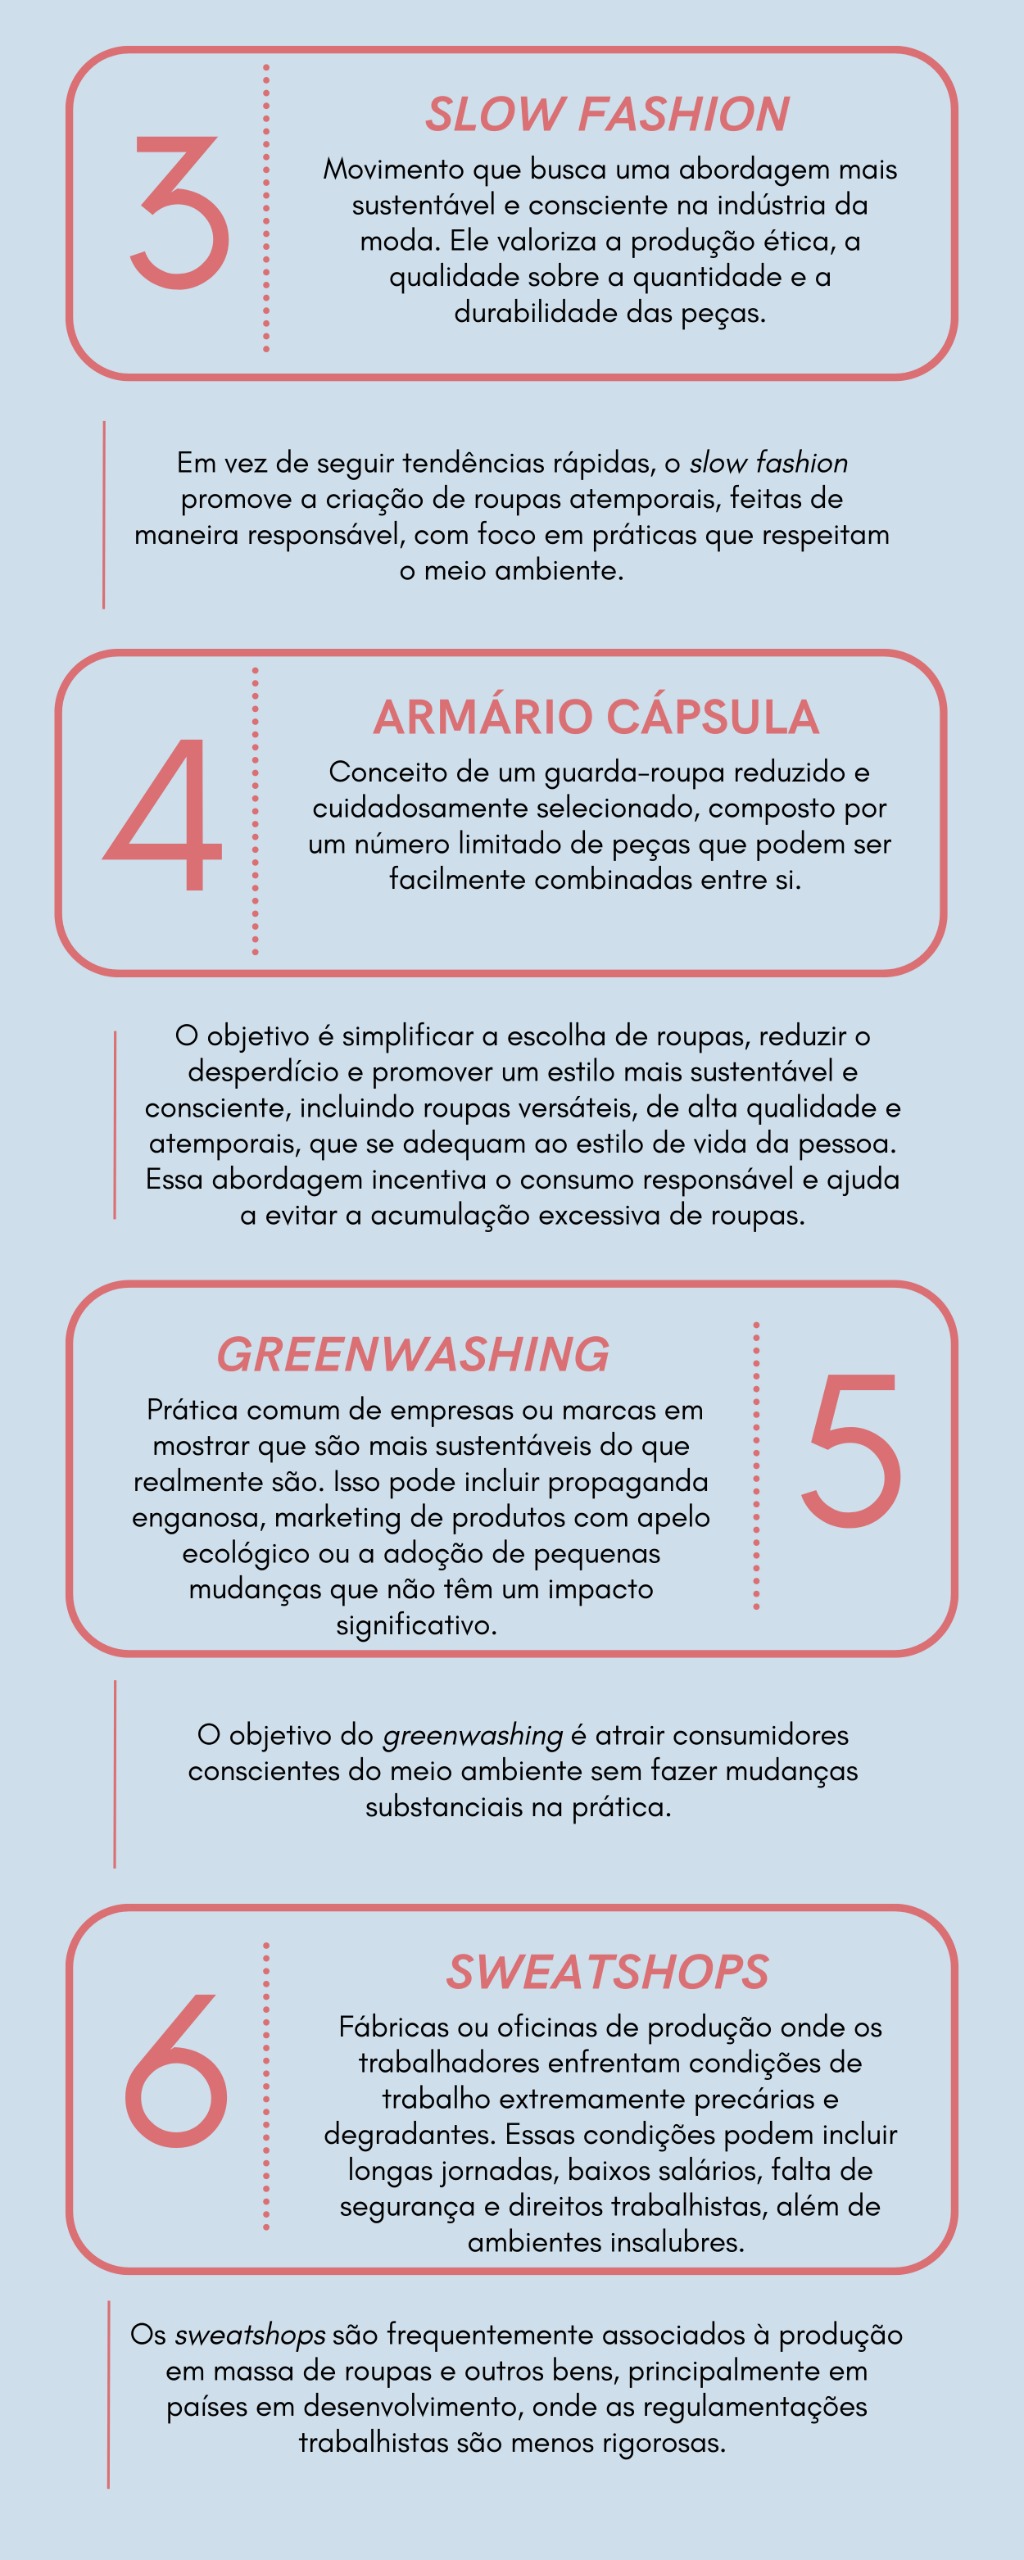 3
SLOW FASHION
Movimento que busca uma abordagem mais
sustentável e consciente na indústria da
moda. Ele valoriza a produção ética, a
qualidade sobre a quantidade e a
durabilidade das peças.
Em vez de seguir tendências rápidas, o slow fashion
promove a criação de roupas atemporais, feitas de
maneira responsável, com foco em práticas que respeitam
o meio ambiente.
4
ARMÁRIO CÁPSULA
Conceito de um guarda-roupa reduzido e
cuidadosamente selecionado, composto por
um número limitado de peças que podem ser
facilmente combinadas entre si.
O objetivo é simplificar a escolha de roupas, reduzir o
desperdício e promover um estilo mais sustentável e
consciente, incluindo roupas versáteis, de alta qualidade e
atemporais, que se adequam ao estilo de vida da pessoa.
Essa abordagem incentiva o consumo responsável e ajuda
a evitar a acumulação excessiva de roupas.
GREENWASHING
Prática comum de empresas ou marcas em
mostrar que são mais sustentáveis do que
realmente são. Isso pode incluir propaganda
enganosa, marketing de produtos com apelo
ecológico ou a adoção de pequenas
mudanças que não têm um impacto
significativo.
5
O objetivo do greenwashing é atrair consumidores
conscientes do meio ambiente sem fazer mudanças
substanciais na prática.
6
SWEATSHOPS
Fábricas ou oficinas de produção onde os
trabalhadores enfrentam condições de
trabalho extremamente precárias e
degradantes. Essas condições podem incluir
longas jornadas, baixos salários, falta de
segurança e direitos trabalhistas, além de
ambientes insalubres.
Os sweatshops são frequentemente associados à produção
em massa de roupas e outros bens, principalmente em
países em desenvolvimento, onde as regulamentações
trabalhistas são menos rigorosas.